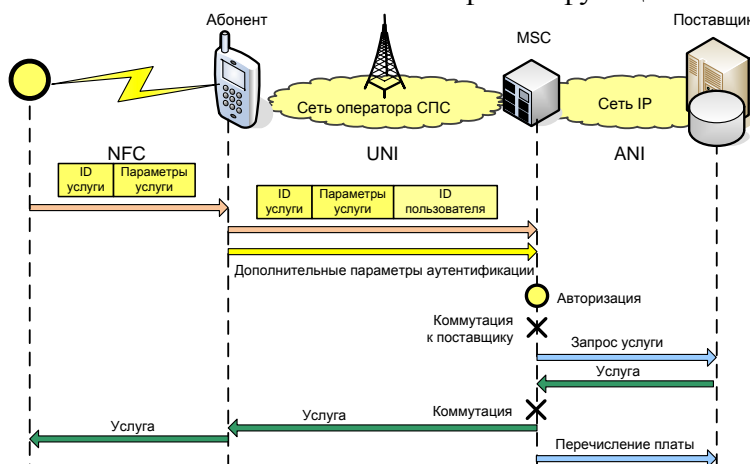 Абонент
MSC
Поставщик
Сеть оператора СПС
Сеть IP
NFC
UNI
ANI
ID услуги
Параметры услуги
ID услуги
Параметры услуги
ID пользователя
Дополнительные параметры аутентификации
Авторизация
Коммутация
к поставщику
Запрос услуги
Услуга
Коммутация
Услуга
Услуга
Перечисление платы